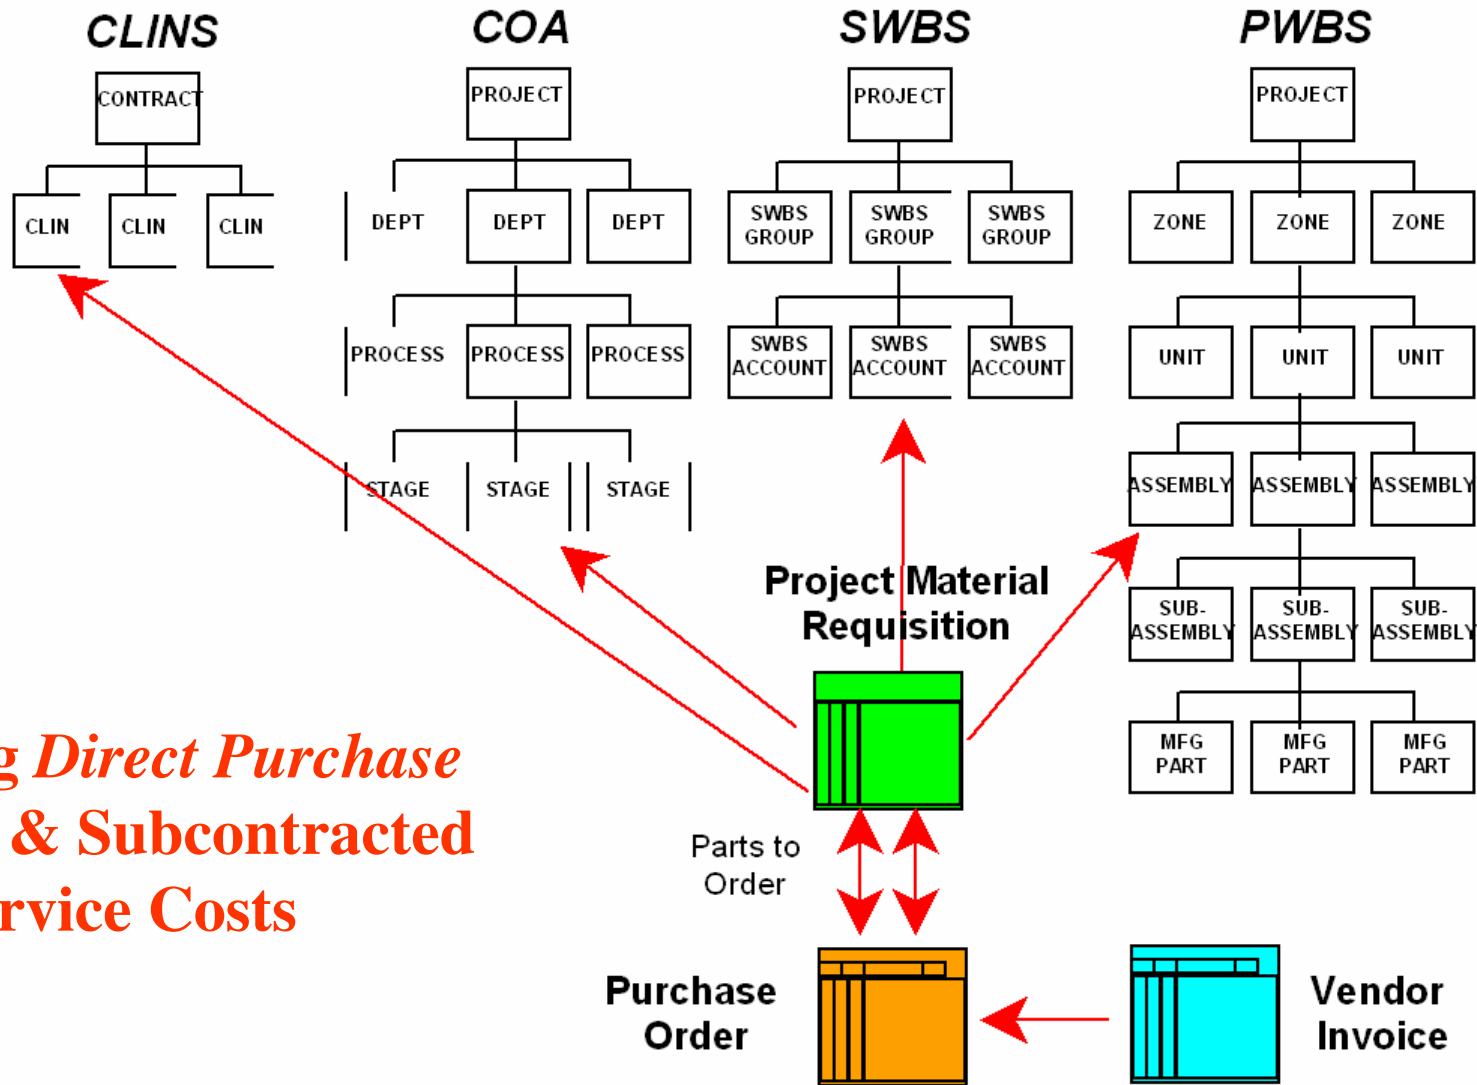 CLINS COA SWBS PWBS
CONTRACT PROJECT PROJECT PROJECT
CLIN CLIN CLIN
DEPT DEPT DEPT
SWBS GROUP SWBS GROUP SWBS GROUP
ZONE ZONE ZONE
PROCESS PROCESS PROCESS
SWBS ACCOUNT SWBS ACCOUNT SWBS ACCOUNT
UNIT UNIT UNIT
STAGE STAGE STAGE
ASSEMBLY ASSEMBLY ASSEMBLY
Project Material
Requisition
SUB-ASSEMBLY SUB-ASSEMBLY SUB-ASSEMBLY
MFG PART MFG PART MFG PART
g Direct Purchase
& Subcontracted
rvice Costs
Parts to
Order
Purchase
Order
Vendor
Invoice